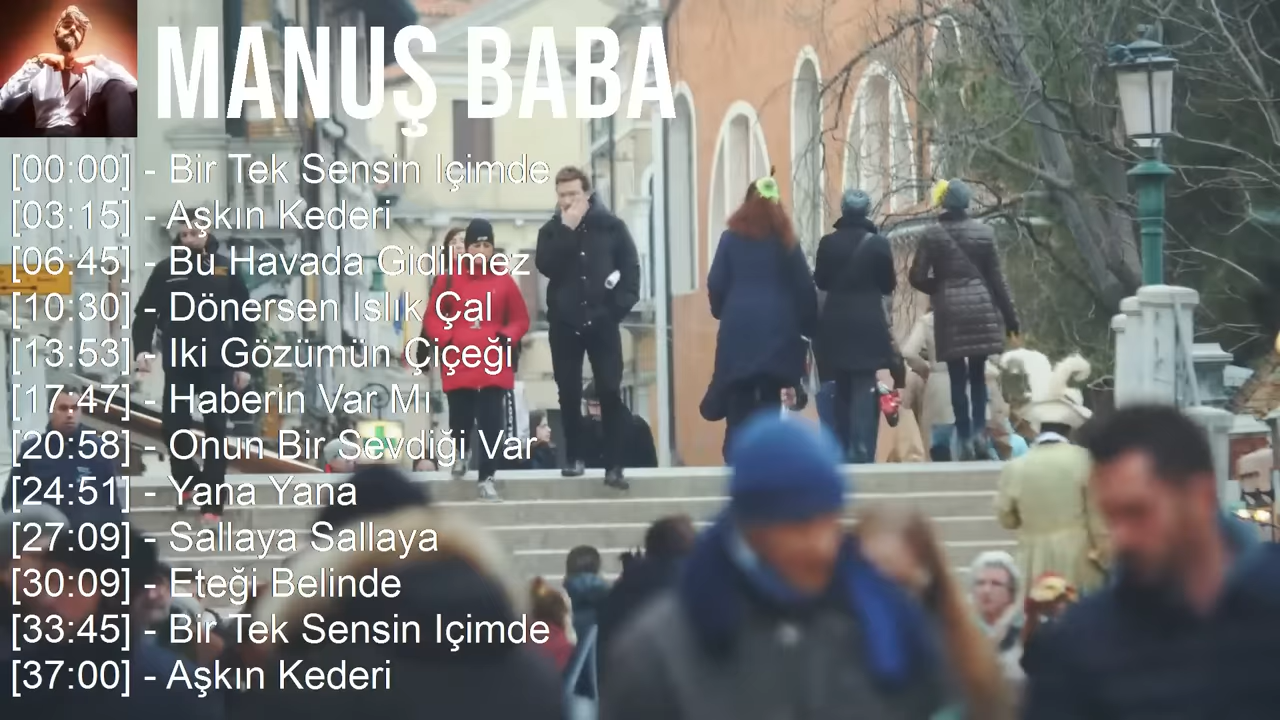 MANUŞ BABA
[00:00] - Bir Tek Sensin Içimde
[03:15] - Aşkın Kederi
[06:45] - Bu Havada Gidilmez
[10:30] - Dönersen Islık Çal
[13:53] - Iki Gözümün Çiçeği
[17:47] - Haberin Var Mı
[20:58] - Onun Bir Sevdiği Var
[24:51] - Yana Yana
[27:09] - Sallaya Sallaya
[30:09] - Eteği Belinde
[33:45] - Bir Tek Sensin Içimde
[37:00] - Aşkın Kederi